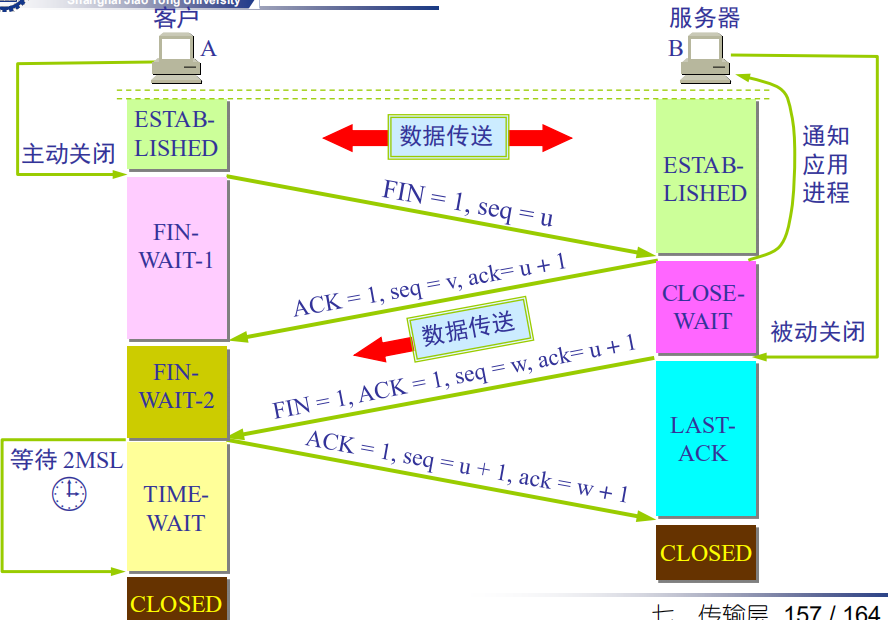 Shanghai Jiao Tong University
客户
A
服务器
B
ESTAB-
LISHED
数据传送
ESTAB-
LISHED
通知
应用
进程
主动关闭
FIN = 1, seq = u
FIN-
WAIT-1
ACK = 1, seq = v, ack= u + 1
CLOSE-
WAIT
数据传送
被动关闭
FIN-
WAIT-2
FIN = 1, ACK = 1, seq = w, ack= u + 1
LAST-
ACK
ACK = 1, seq = u + 1, ack = w + 1
等待 2MSL
TIME-
WAIT
CLOSED
CLOSED
七、传输层 157 / 164